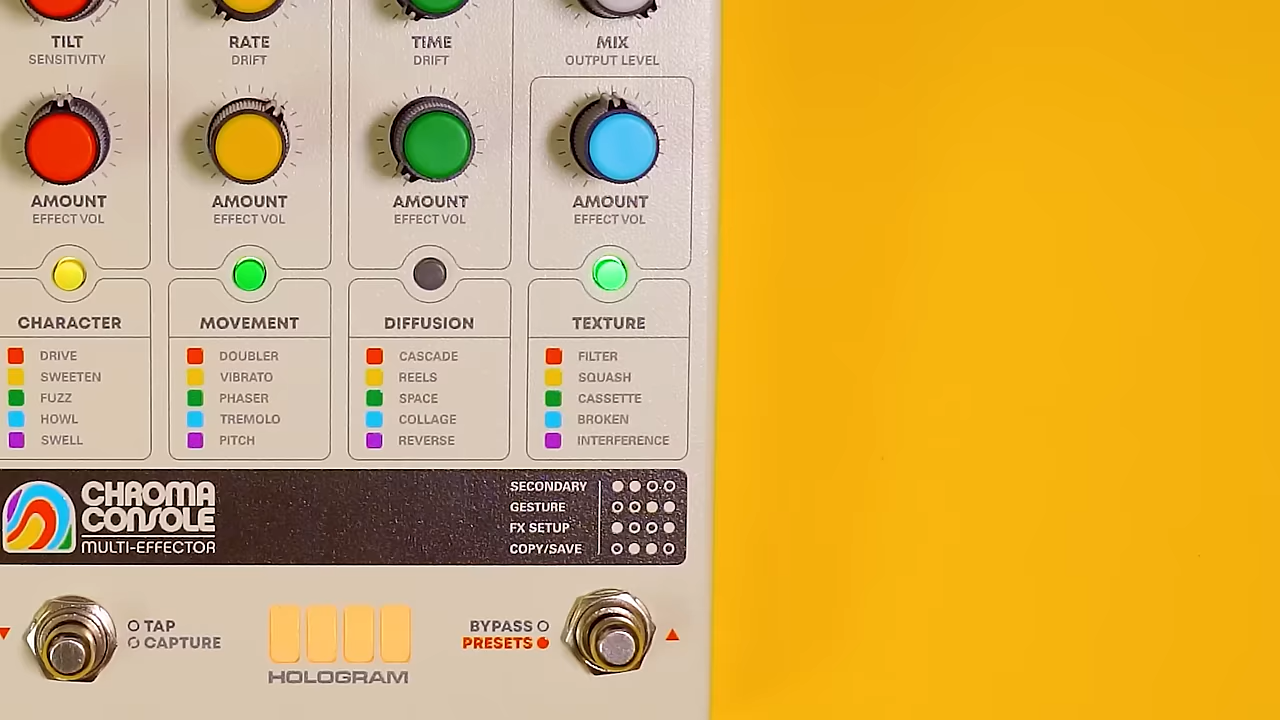 TILT RATE TIME MIX
SENSITIVITY DRIFT DRIFT OUTPUT LEVEL
AMOUNT AMOUNT AMOUNT AMOUNT
EFFECT VOL EFFECT VOL EFFECT VOL EFFECT VOL
CHARACTER MOVEMENT DIFFUSION TEXTURE
DRIVE DOUBLER CASCADE FILTER
SWEETEN VIBRATO REELS SQUASH
FUZZ PHASER SPACE CASSETTE
HOWL TREMOLO COLLAGE BROKEN
SWELL PITCH REVERSE INTERFERENCE
CHROMA
CONSOLE
MULTI-EFFECTOR
SECONDARY
GESTURE
FX SETUP
COPY/SAVE
TAP
CAPTURE
BYPASS
PRESETS
HOLOGRAM